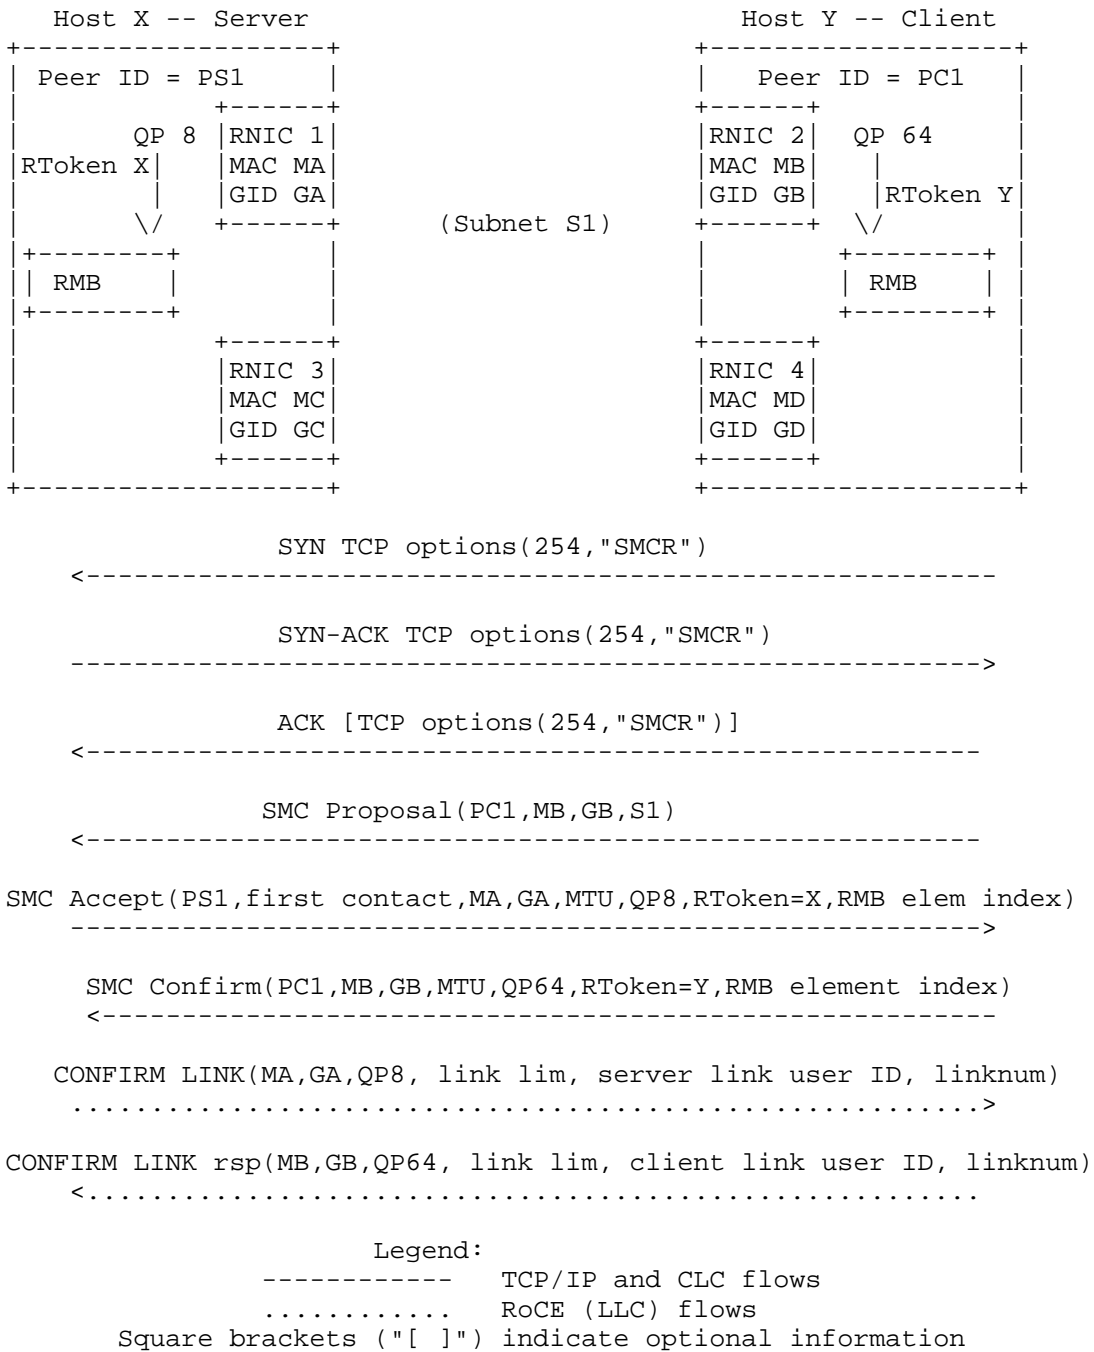 Host X -- Server                           Host Y -- Client
+-------------------+                      +-------------------+
| Peer ID = PS1     |                      |   Peer ID = PC1   |
|            +------+                      +------+            |
|       QP 8 |RNIC 1|                      |RNIC 2|  QP 64     |
|RToken X|   |MAC MA|                      |MAC MB|   |        |
|        |   |GID GA|                      |GID GB|   |RToken Y|
|       \/   +------+      (Subnet S1)     +------+  \/        |
|+--------+         |                      |        +--------+ |
|| RMB    |         |                      |        | RMB    | |
|+--------+         |                      |        +--------+ |
|            +------+                      +------+            |
|            |RNIC 3|                      |RNIC 4|            |
|            |MAC MC|                      |MAC MD|            |
|            |GID GC|                      |GID GD|            |
|            +------+                      +------+            |
+-------------------+                      +-------------------+
                 SYN TCP options(254,"SMCR")
    <---------------------------------------------------------
                 SYN-ACK TCP options(254,"SMCR")
    --------------------------------------------------------->
                 ACK [TCP options(254,"SMCR")]
    <--------------------------------------------------------
                SMC Proposal(PC1,MB,GB,S1)
    <--------------------------------------------------------
SMC Accept(PS1,first contact,MA,GA,MTU,QP8,RToken=X,RMB elem index)
    --------------------------------------------------------->
     SMC Confirm(PC1,MB,GB,MTU,QP64,RToken=Y,RMB element index)
     <--------------------------------------------------------
   CONFIRM LINK(MA,GA,QP8, link lim, server link user ID, linknum)
    .........................................................>
CONFIRM LINK rsp(MB,GB,QP64, link lim, client link user ID, linknum)
    <........................................................
                       Legend:
                ------------   TCP/IP and CLC flows
                ............   RoCE (LLC) flows
       Square brackets ("[ ]") indicate optional information